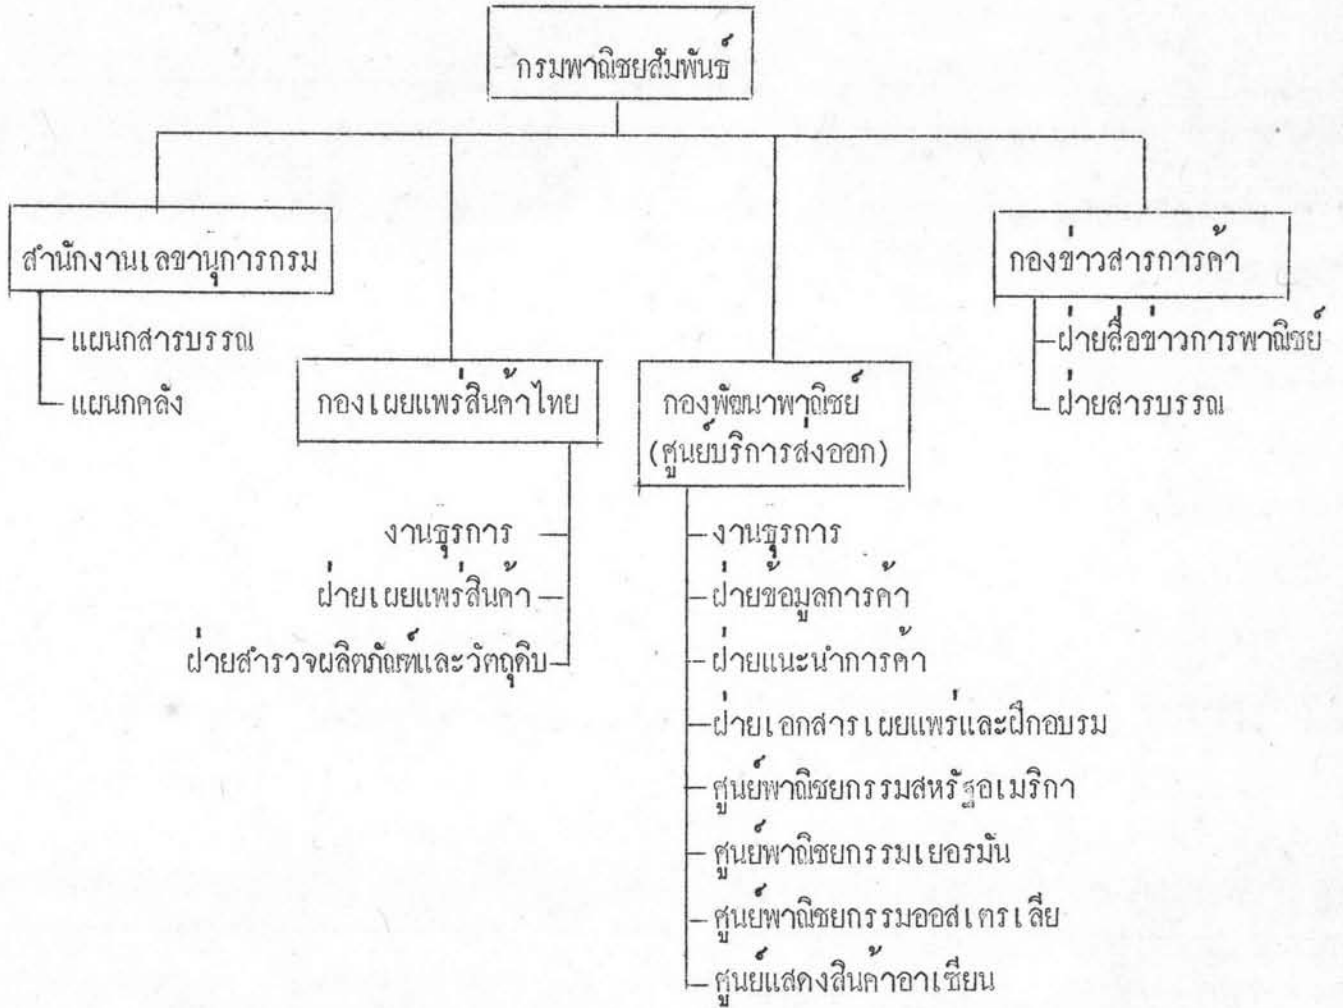 กรมพาณิชยสัมพันธ์
สำนักงานเลขานุการกรม
แผนกสารบรรณ
แผนกคลัง
กองเผยแพร่สินค้าไทย
งานธุรการ
ฝ่ายเผยแพร่สินค้า
ฝ่ายสำรวจผลิตภัณฑ์และวัตถุดิบ
กองพัฒนาพาณิชย์
(ศูนย์บริการส่งออก)
งานธุรการ
ฝ่ายข้อมูลการค้า
ฝ่ายแนะนำการค้า
ฝ่ายเอกสารเผยแพร่และฝึกอบรม
ศูนย์พาณิชยกรรมสหรัฐอเมริกา
ศูนย์พาณิชยกรรมเยอรมัน
ศูนย์พาณิชยกรรมออสเตรเลีย
ศูนย์แสดงสินค้าอาเซียน
กองข่าวสารการค้า
ฝ่ายสื่อข่าวการพาณิชย์
ฝ่ายสารบรรณ